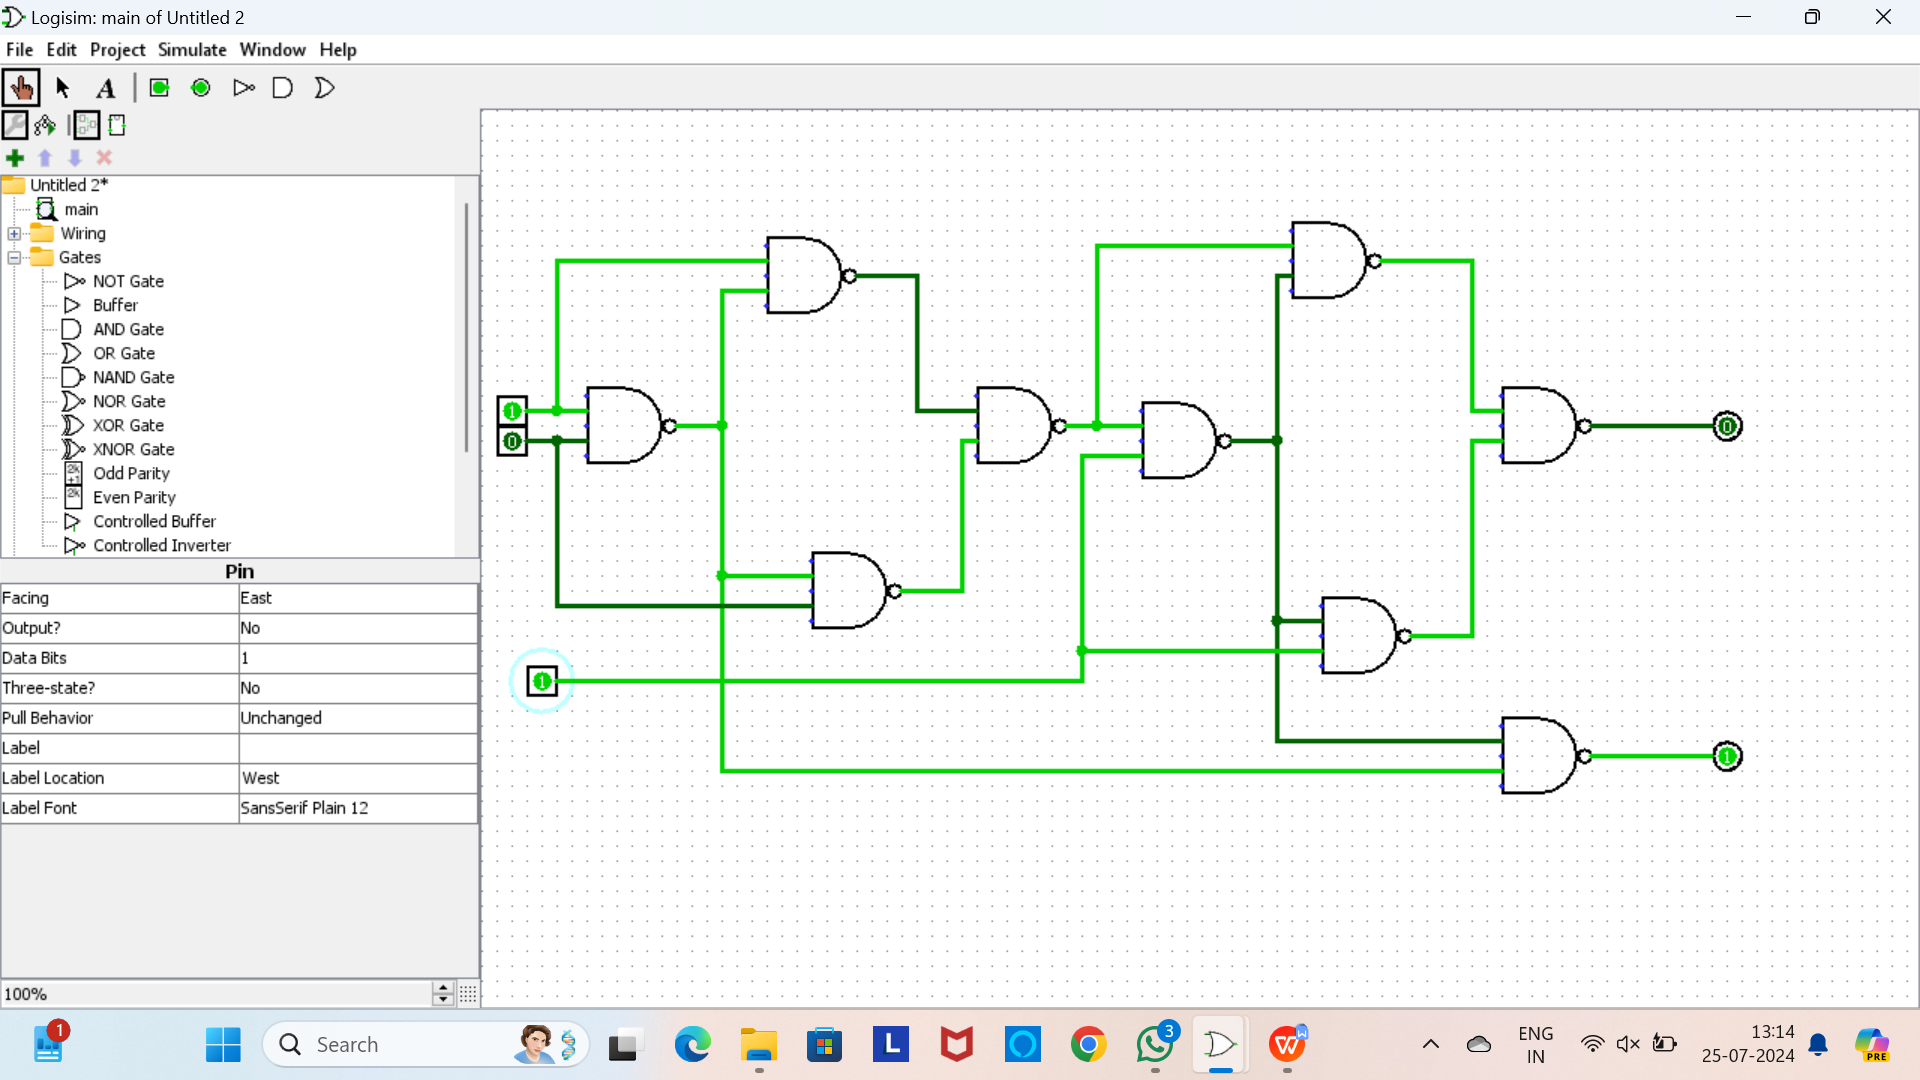 Logisim: main of Untitled 2
File Edit Project Simulate Window Help
A
Untitled 2*
main
Wiring
Gates
NOT Gate
Buffer
AND Gate
OR Gate
NAND Gate
NOR Gate
XOR Gate
XNOR Gate
2k+1 Odd Parity
2k Even Parity
Controlled Buffer
Controlled Inverter
Pin
Facing East
Output? No
Data Bits 1
Three-state? No
Pull Behavior Unchanged
Label
Label Location West
Label Font SansSerif Plain 12
100%
1
0
1
0
1
1
Search
L
W
3
ENG
IN
13:14
25-07-2024
PRE